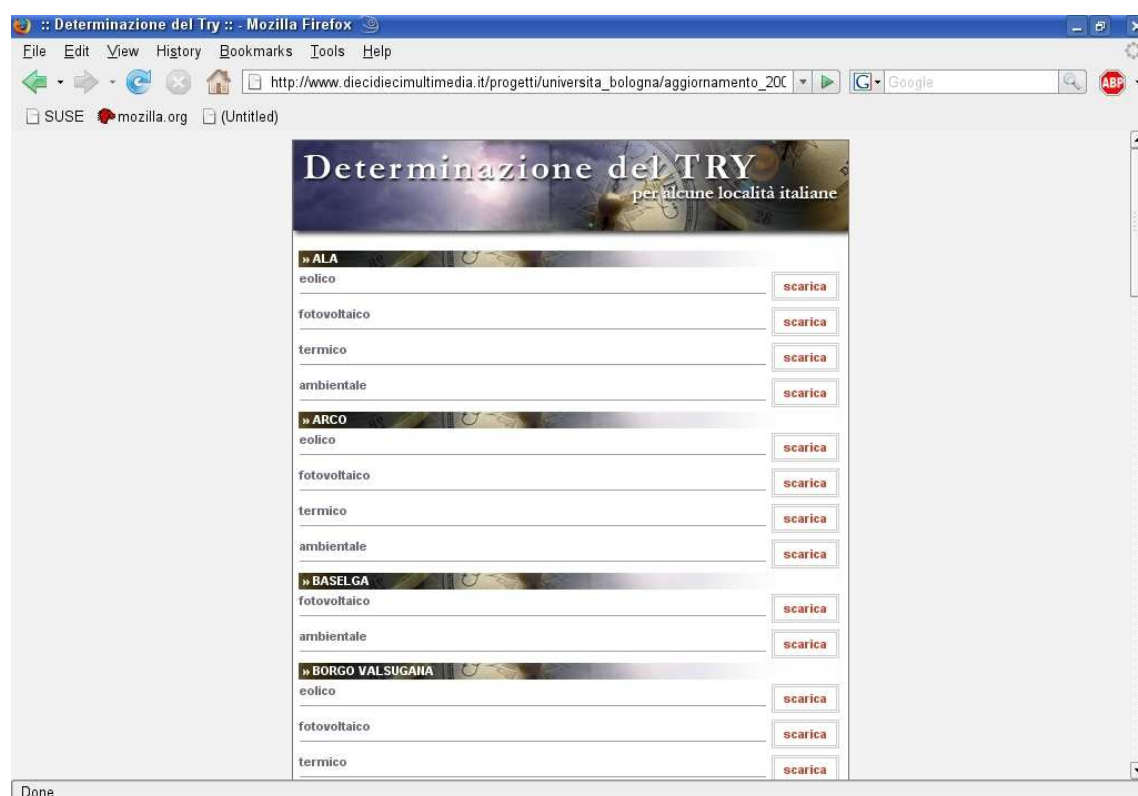 :: Determinazione del Try :: - Mozilla Firefox
File Edit View History Bookmarks Tools Help
http://www.diecidiecimultimedia.it/progetti/universita_bologna/aggiornamento_200 G Google ABP
SUSE mozilla.org (Untitled)
Determinazione del TRY
per alcune località italiane
» ALA
eolico
scarica
fotovoltaico
scarica
termico
scarica
ambientale
scarica
» ARCO
eolico
scarica
fotovoltaico
scarica
termico
scarica
ambientale
scarica
» BASELGA
fotovoltaico
scarica
ambientale
scarica
» BORGO VALSUGANA
eolico
scarica
fotovoltaico
scarica
termico
scarica
Done